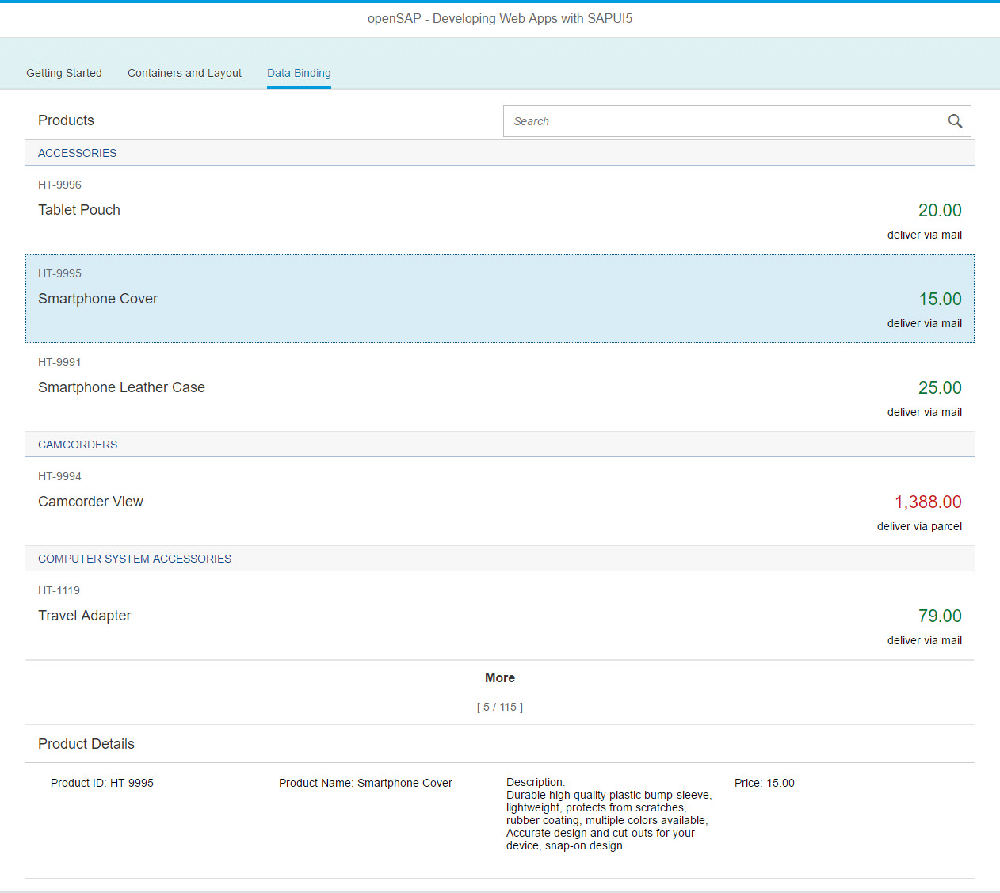 openSAP - Developing Web Apps with SAPUI5
Getting Started Containers and Layout Data Binding
Products Search
ACCESSORIES
HT-9996
Tablet Pouch 20.00
deliver via mail
HT-9995
Smartphone Cover 15.00
deliver via mail
HT-9991
Smartphone Leather Case 25.00
deliver via mail
CAMCORDERS
HT-9994
Camcorder View 1,388.00
deliver via parcel
COMPUTER SYSTEM ACCESSORIES
HT-1119
Travel Adapter 79.00
deliver via mail
More
[ 5 / 115 ]
Product Details
Product ID: HT-9995 Product Name: Smartphone Cover Description: Price: 15.00
Durable high quality plastic bump-sleeve,
lightweight, protects from scratches,
rubber coating, multiple colors available,
Accurate design and cut-outs for your
device, snap-on design